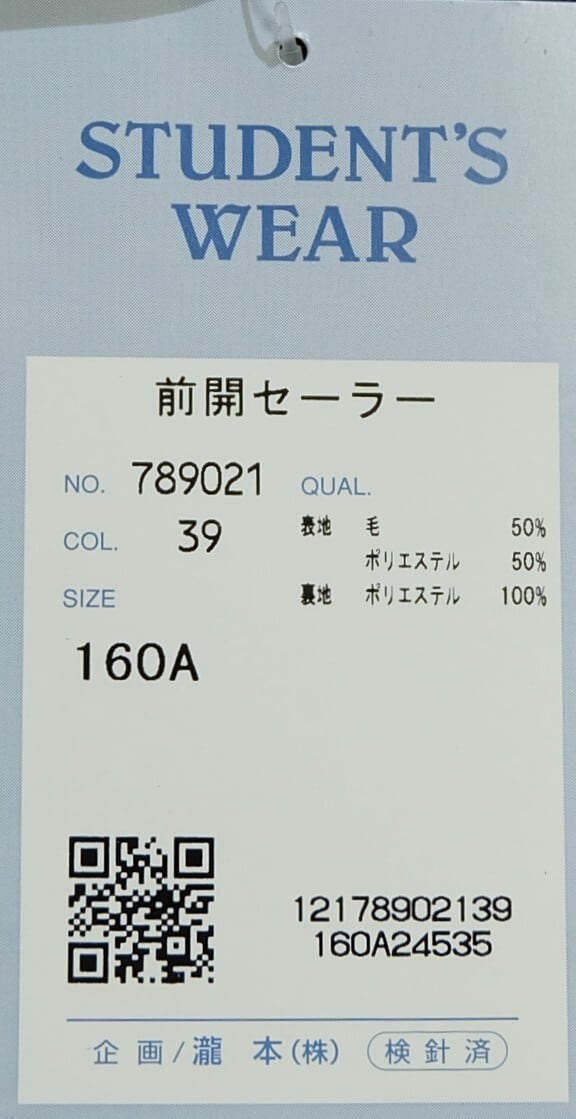 STUDENT'S
WEAR
前開セーラー
NO. 789021
COL. 39
SIZE
160A
QUAL.
表地 毛 50%
ポリエステル 50%
裏地 ポリエステル 100%
12178902139
160A24535
企画/瀧本(株) 検針済